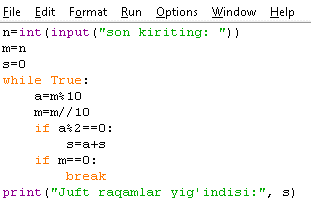 File Edit Format Run Options Window Help
n=int(input("son kiriting: "))
m=n
s=0
while True:
    a=m%10
    m=m//10
    if a%2==0:
        s=a+s
    if m==0:
        break
print("Juft raqamlar yig'indisi:", s)